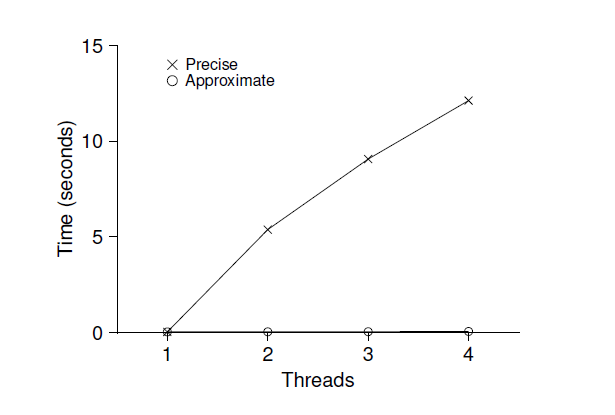 15
Precise
Approximate
10
Time (seconds)
5
0
1 2 3 4
Threads